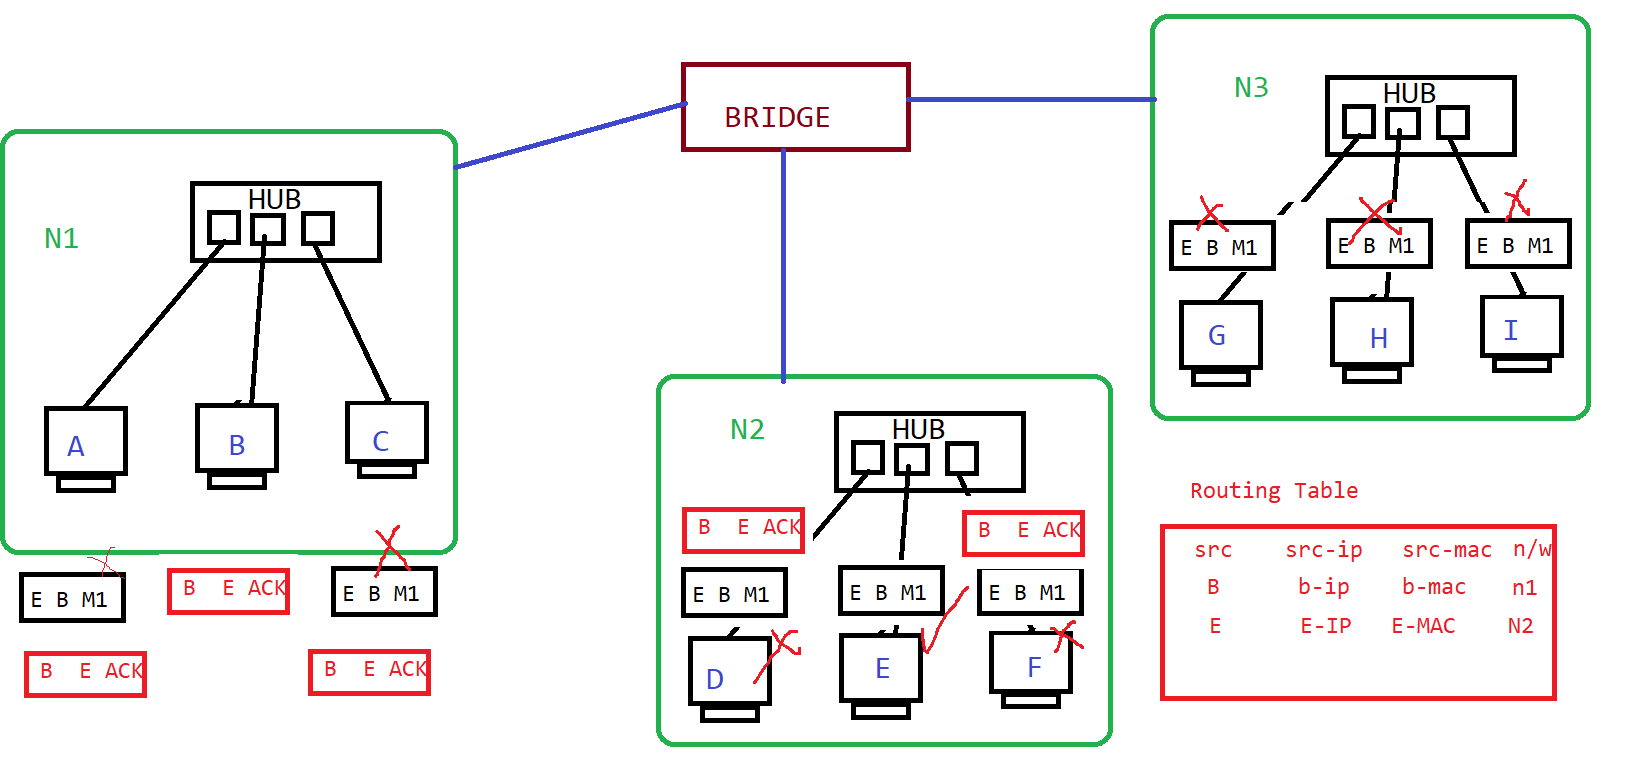 BRIDGE
N1
HUB
A
B
C
E B M1
B E ACK
E B M1
B E ACK
B E ACK
N2
HUB
B E ACK
B E ACK
E B M1
E B M1
E B M1
D
E
F
N3
HUB
E B M1
E B M1
E B M1
G
H
I
Routing Table
src src-ip src-mac n/w
B b-ip b-mac n1
E E-IP E-MAC N2